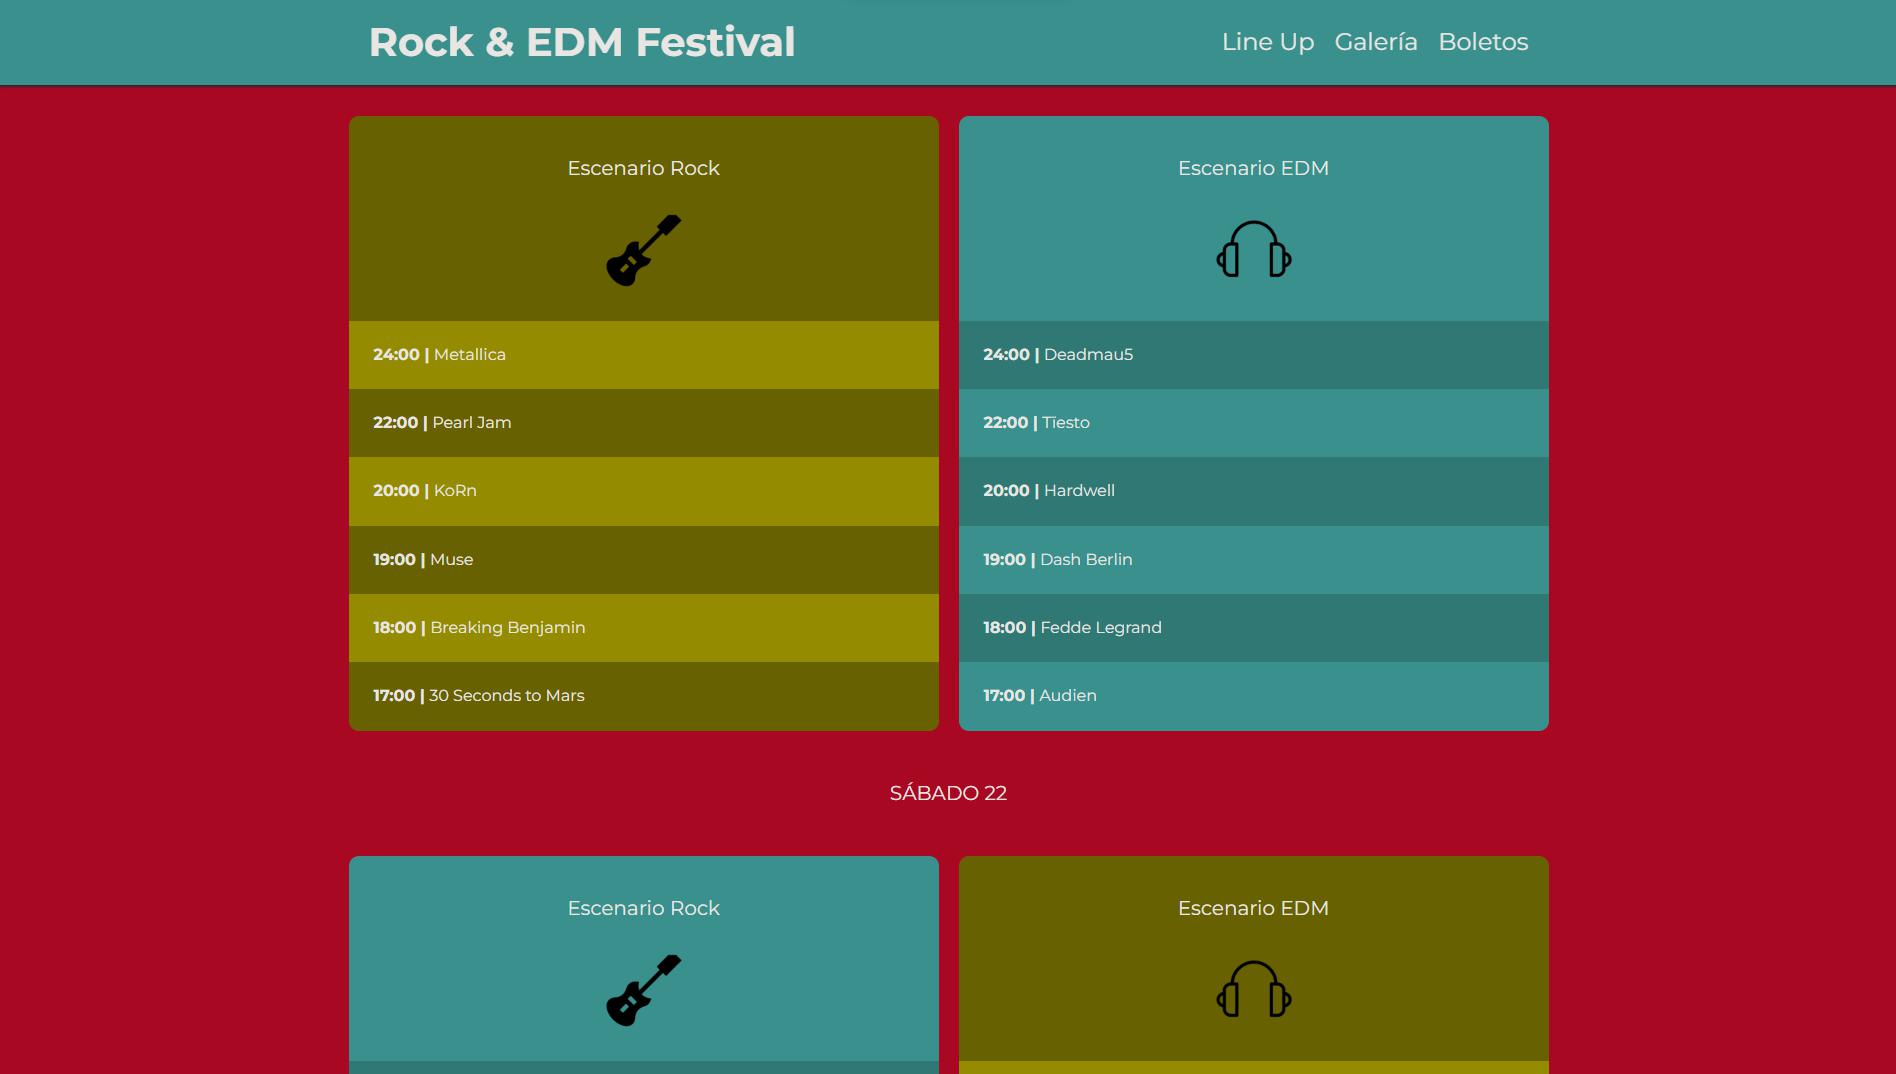 Rock & EDM Festival
Line Up Galería Boletos
Escenario Rock
24:00 | Metallica
22:00 | Pearl Jam
20:00 | KoRn
19:00 | Muse
18:00 | Breaking Benjamin
17:00 | 30 Seconds to Mars
Escenario EDM
24:00 | Deadmau5
22:00 | Tïesto
20:00 | Hardwell
19:00 | Dash Berlin
18:00 | Fedde Legrand
17:00 | Audien
SÁBADO 22
Escenario Rock
Escenario EDM